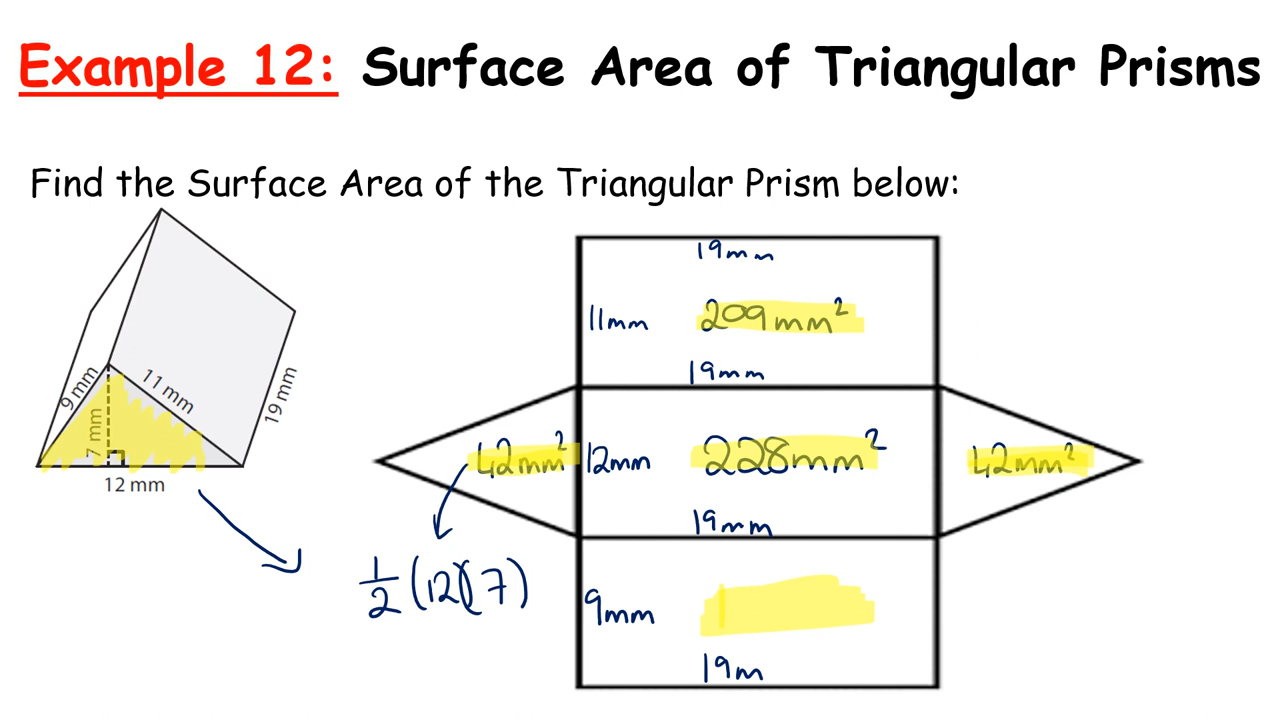 Example 12: Surface Area of Triangular Prisms
Find the Surface Area of the Triangular Prism below:
9 mm
7 mm
11 mm
19 mm
12 mm
19mm
11mm 209mm²
19mm
42mm² 12mm 228mm² 42mm²
19mm
1/2 (12)(7)
9mm
19m